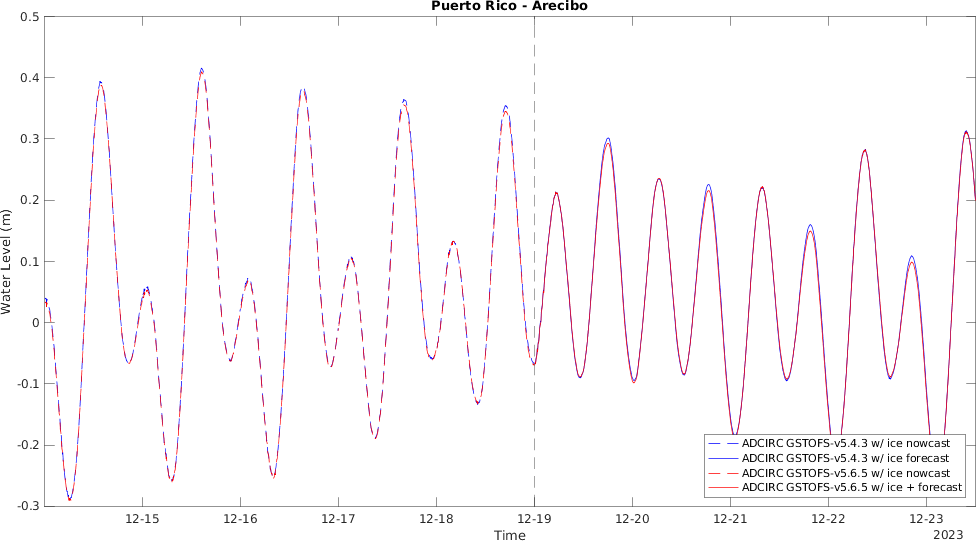 Puerto Rico - Arecibo
0.5
0.4
0.3
0.2
0.1
0
-0.1
-0.2
-0.3
Water Level (m)
ADCIRC GSTOFS-v5.4.3 w/ ice nowcast
ADCIRC GSTOFS-v5.4.3 w/ ice forecast
ADCIRC GSTOFS-v5.6.5 w/ ice nowcast
ADCIRC GSTOFS-v5.6.5 w/ ice + forecast
12-15 12-16 12-17 12-18 12-19 12-20 12-21 12-22 12-23
Time
2023